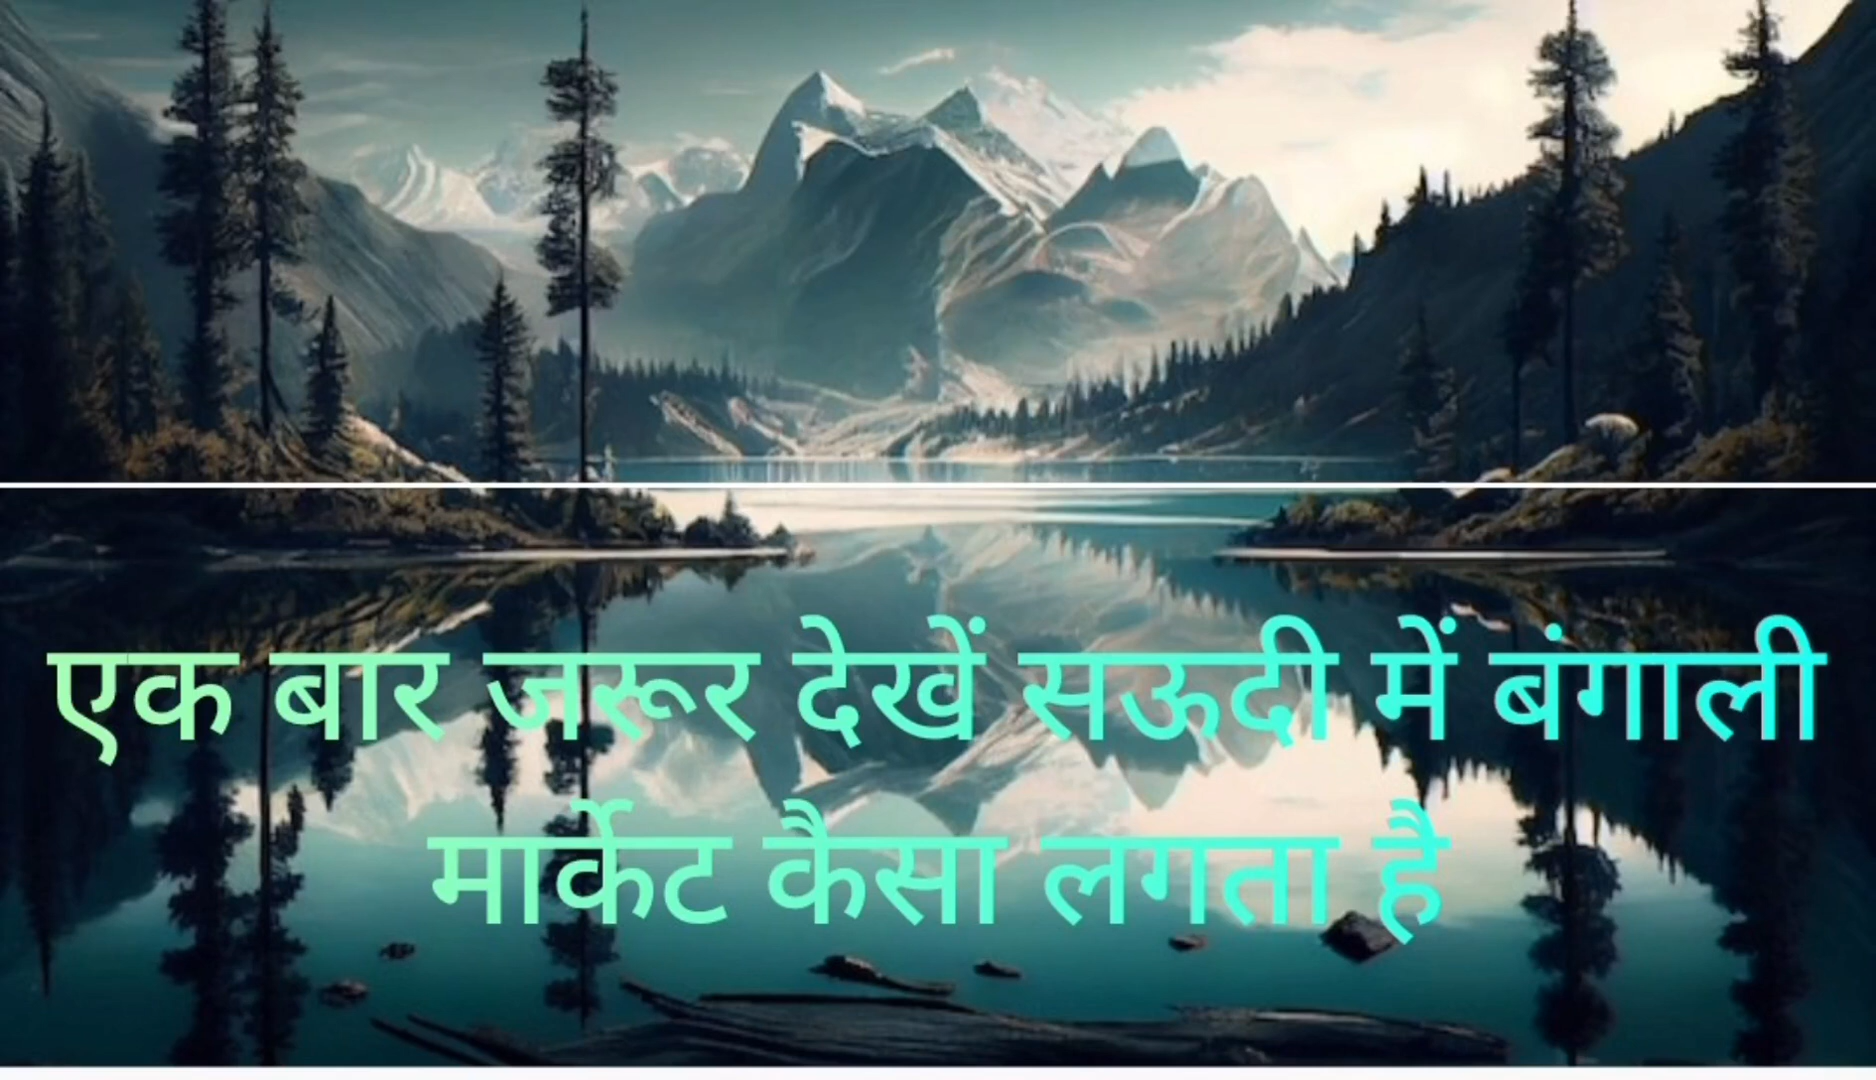 एक बार जरूर देखें सऊदी में बंगाली
मार्केट कैसा लगता है